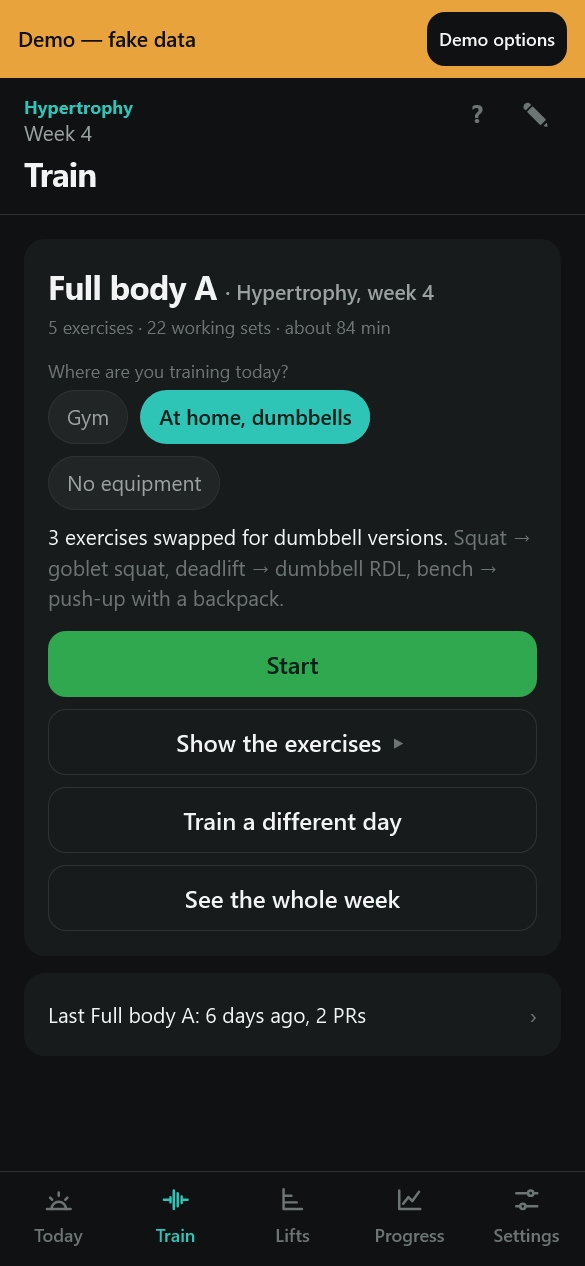 Demo — fake data
Demo options
Hypertrophy
Week 4
?
Train
Full body A · Hypertrophy, week 4
5 exercises · 22 working sets · about 84 min
Where are you training today?
Gym
At home, dumbbells
No equipment
3 exercises swapped for dumbbell versions. Squat →
goblet squat, deadlift → dumbbell RDL, bench →
push-up with a backpack.
Start
Show the exercises ▸
Train a different day
See the whole week
Last Full body A: 6 days ago, 2 PRs ›
Today
Train
Lifts
Progress
Settings